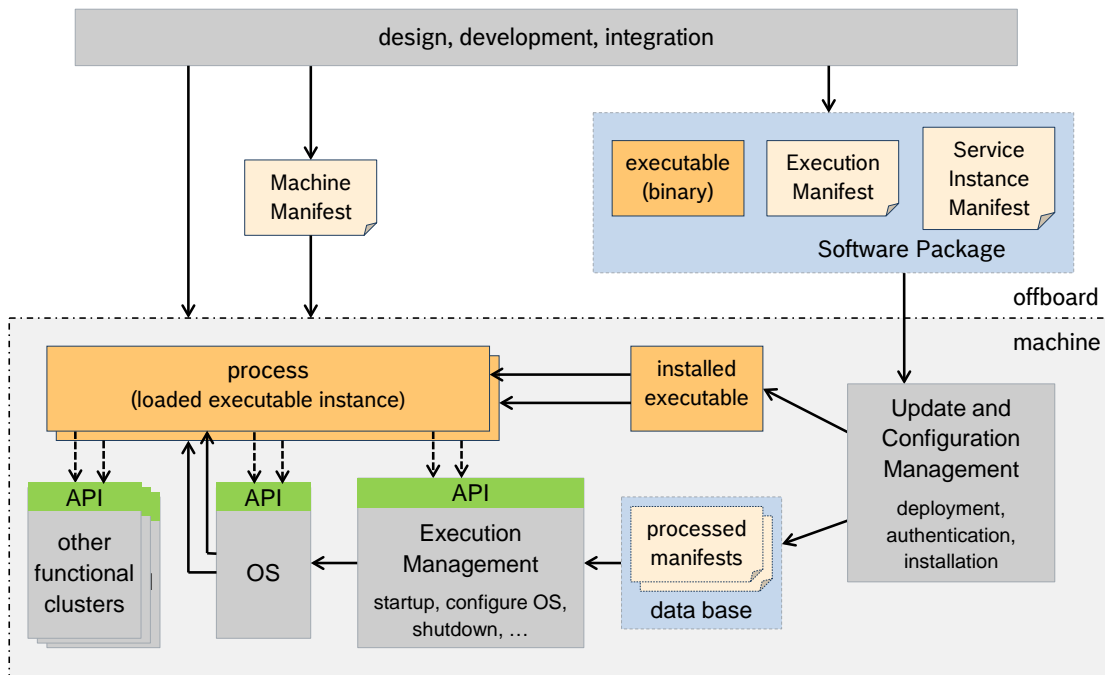 design, development, integration
executable
(binary)
Execution
Manifest
Service
Instance
Manifest
Software Package
Machine
Manifest
offboard
machine
process
(loaded executable instance)
installed
executable
Update and
Configuration
Management
deployment,
authentication,
installation
API
other
functional
clusters
API
OS
API
Execution
Management
startup, configure OS,
shutdown, …
processed
manifests
data base